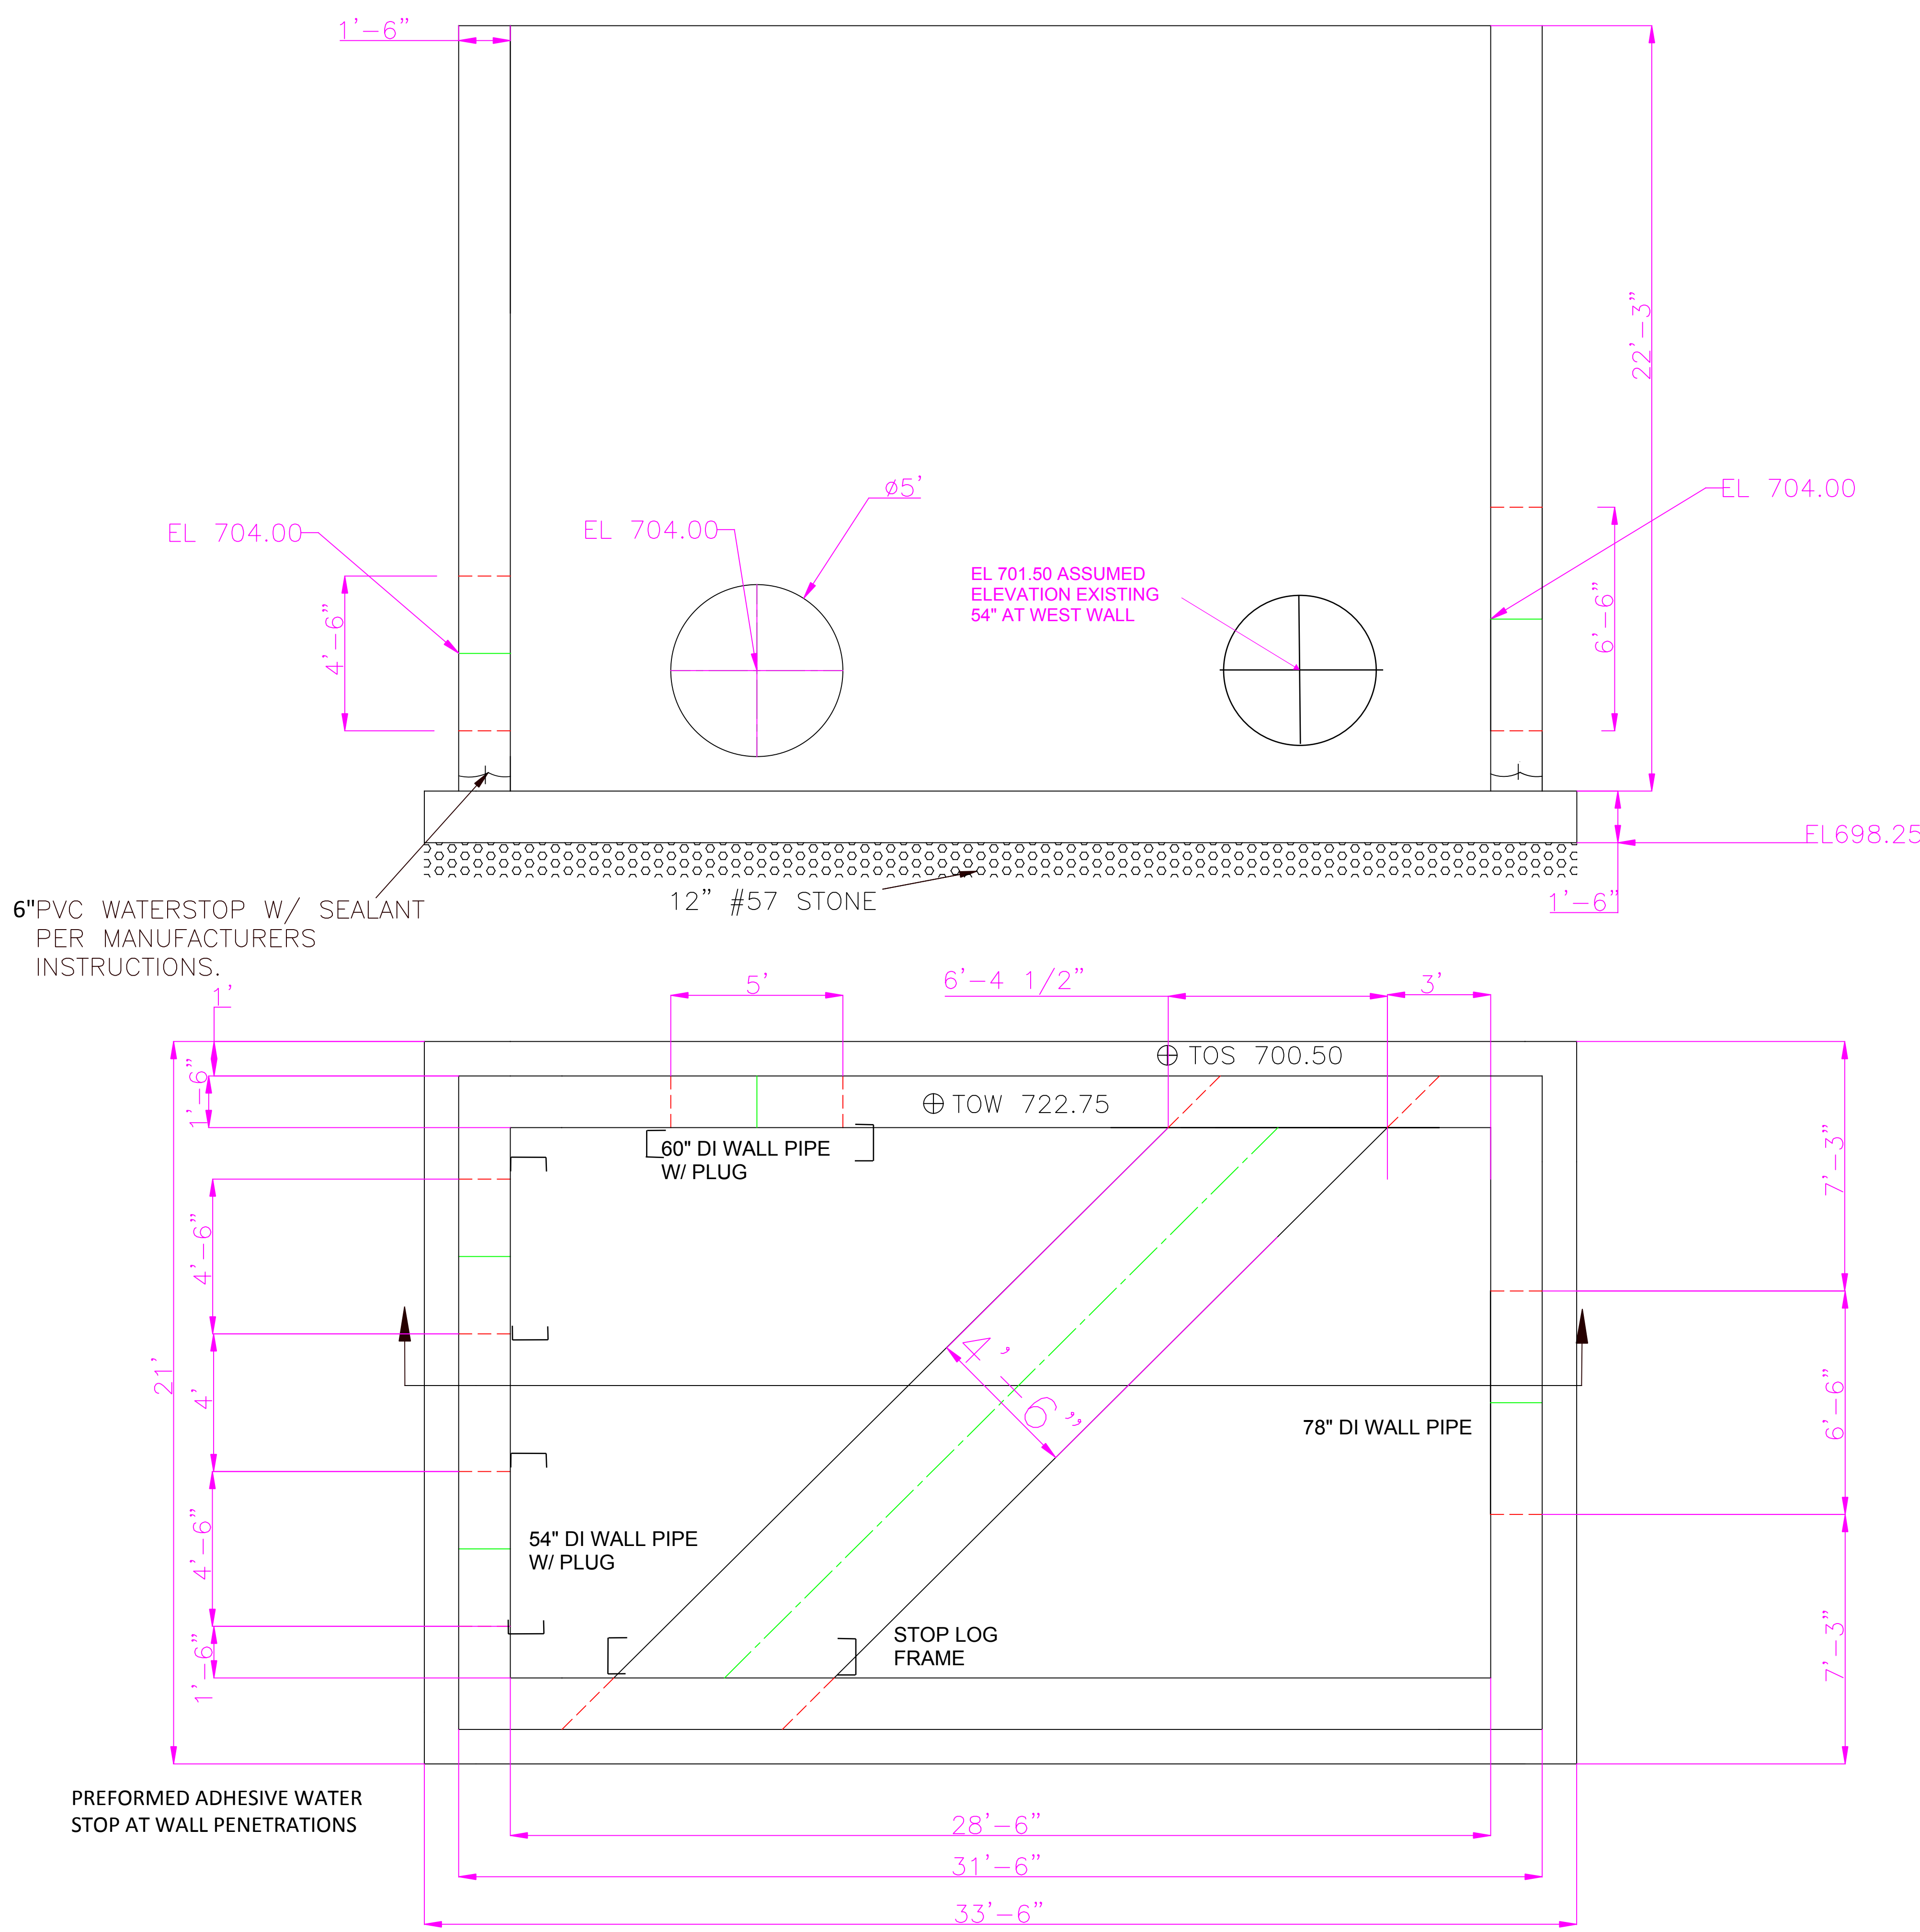 1'-6"
22'-3"
ø5'
EL 704.00
EL 704.00
EL 704.00
EL 701.50 ASSUMED
ELEVATION EXISTING
54" AT WEST WALL
4'-6"
6'-6"
EL698.25
12" #57 STONE
1'-6"
6"PVC WATERSTOP W/ SEALANT
PER MANUFACTURERS
INSTRUCTIONS.
1'
5'
6'-4 1/2"
3'
TOS 700.50
1'-6"
TOW 722.75
60" DI WALL PIPE
W/ PLUG
7'-3"
4'-6"
21'
4'
4'-6"
6'-6"
78" DI WALL PIPE
54" DI WALL PIPE
W/ PLUG
4'-6"
STOP LOG
FRAME
1'-6"
7'-3"
PREFORMED ADHESIVE WATER
STOP AT WALL PENETRATIONS
28'-6"
31'-6"
33'-6"